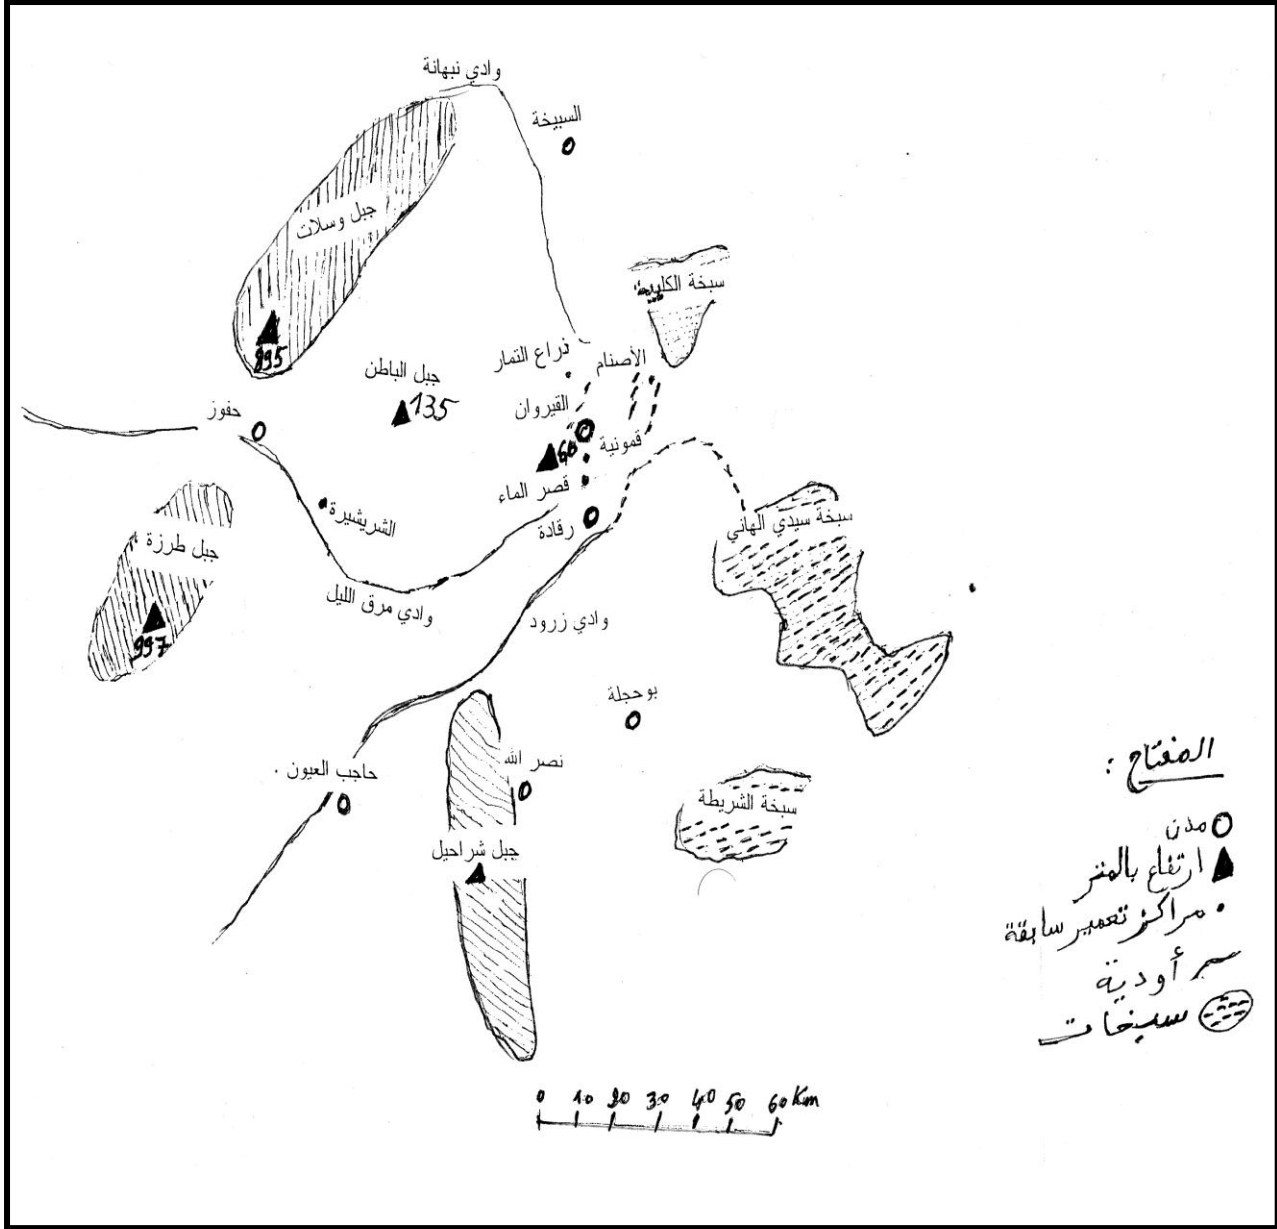 وادي نبهانة
السبيخة
جبل وسلات
895
سبخة الكلبية
ذراع التمار
الأصنام
جبل الباطن
135
القيروان
حفوز
قمونية
60
قصر الماء
الشريشيرة
رقادة
سبخة سيدي الهاني
جبل طرزة
997
وادي مرق الليل
وادي زرود
بوحجلة
نصر الله
حاجب العيون .
سبخة الشريطة
جبل شراحيل
المفتاح :
مدن
ارتفاع بالمتر
مراكز تعمير سابقة
أودية
سبخات
0 10 20 30 40 50 60 Km